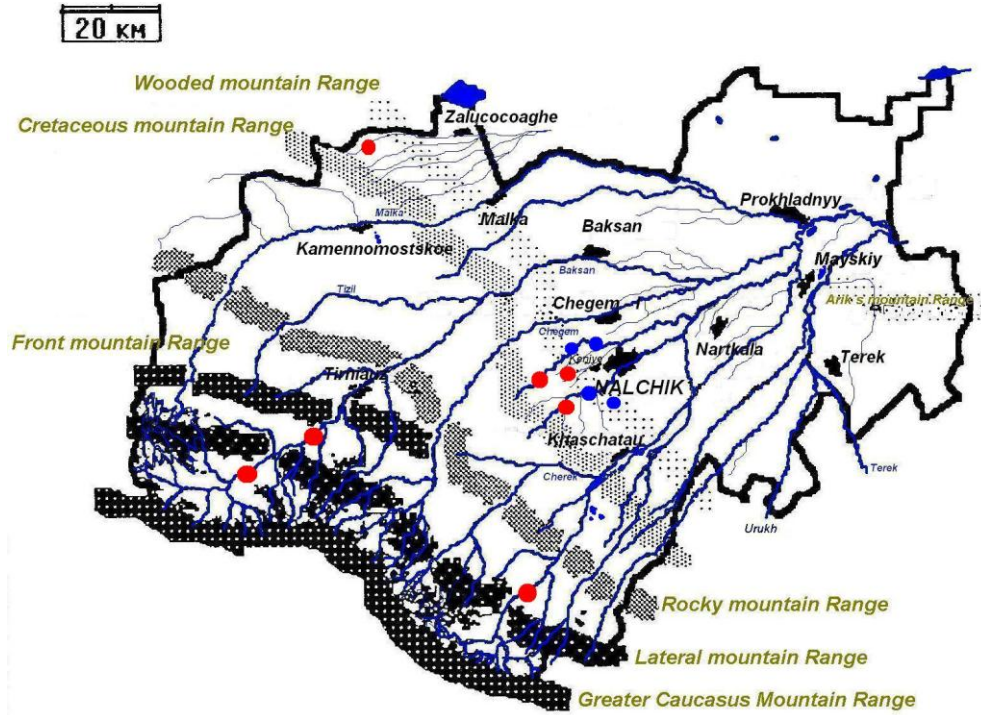 20 км
Wooded mountain Range
Cretaceous mountain Range
Zalucocoaghe
Malka
Malka
Prokhladnyy
Kamennomostskoe
Baksan
Mayskiy
Baksan
Tizil
Arik's mountain Range
Chegem I
Front mountain Range
Chegem
Nartkala
Terek
Tirniauz
NALCHIK
Khaschatau
Cherek
Terek
Urukh
Rocky mountain Range
Lateral mountain Range
Greater Caucasus Mountain Range